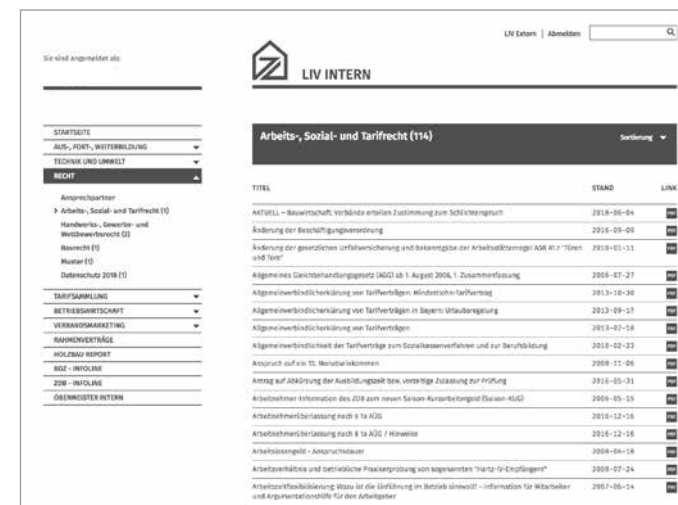 LIV Extern | Abmelden
Sie sind angemeldet als:
LIV INTERN
STARTSEITE
AUS-, FORT-, WEITERBILDUNG
TECHNIK UND UMWELT
RECHT
Ansprechpartner
Arbeits-, Sozial- und Tarifrecht (1)
Handwerks-, Gewerbe- und
Wettbewerbsrecht (2)
Baurecht (1)
Muster (1)
Datenschutz 2018 (1)
TARIFSAMMLUNG
BETRIEBSWIRTSCHAFT
VERBANDSMARKETING
RAHMENVERTRÄGE
HOLZBAU REPORT
BDZ - INFOLINE
ZDB - INFOLINE
OBERMEISTER INTERN
Arbeits-, Sozial- und Tarifrecht (114)
Sortierung
TITEL STAND LINK
AKTUELL – Bauwirtschaft: Verbände erteilen Zustimmung zum Schlichterspruch 2018-06-04
Änderung der Beschäftigungsverordnung 2016-09-09
Änderung der gesetzlichen Unfallversicherung und Bekanntgabe der Arbeitsstättenregel ASR A1.7 "Türen 2010-01-11
und Tore"
Allgemeines Gleichbehandlungsgesetz (AGG) ab 1. August 2006, 1. Zusammenfassung 2006-07-27
Allgemeinverbindlicherklärung von Tarifverträgen: Mindestlohn-Tarifvertrag 2013-10-30
Allgemeinverbindlicherklärung von Tarifverträgen in Bayern: Urlaubsregelung 2013-09-17
Allgemeinverbindlicherklärung von Tarifverträgen 2013-07-18
Allgemeinverbindlichkeit der Tarifverträge zum Sozialkassenverfahren und zur Berufsbildung 2010-02-23
Anspruch auf ein 13. Monatseinkommen 2008-11-06
Antrag auf Abkürzung der Ausbildungszeit bzw. vorzeitige Zulassung zur Prüfung 2016-05-31
Arbeitnehmer-Information des ZDB zum neuen Saison-Kurzarbeitergeld (Saison-KUG) 2006-05-15
Arbeitnehmerüberlassung nach § 1a AÜG 2016-12-16
Arbeitnehmerüberlassung nach § 1a AÜG / Hinweise 2016-12-16
Arbeitslosengeld - Anspruchsdauer 2008-04-18
Arbeitsverhältnis und betriebliche Praxiserprobung von sogenannten "Hartz-IV-Empfängern" 2008-07-24
Arbeitszeitflexibilisierung: Wozu ist die Einführung im Betrieb sinnvoll? - Information für Mitarbeiter 2007-06-14
und Argumentationshilfe für den Arbeitgeber